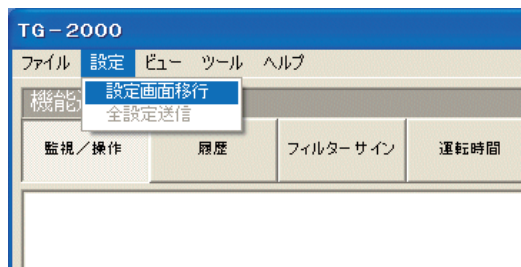 TG-2000
ファイル 設定 ビュー ツール ヘルプ
機能
設定画面移行
全設定送信
監視／操作 履歴 フィルターサイン 運転時間